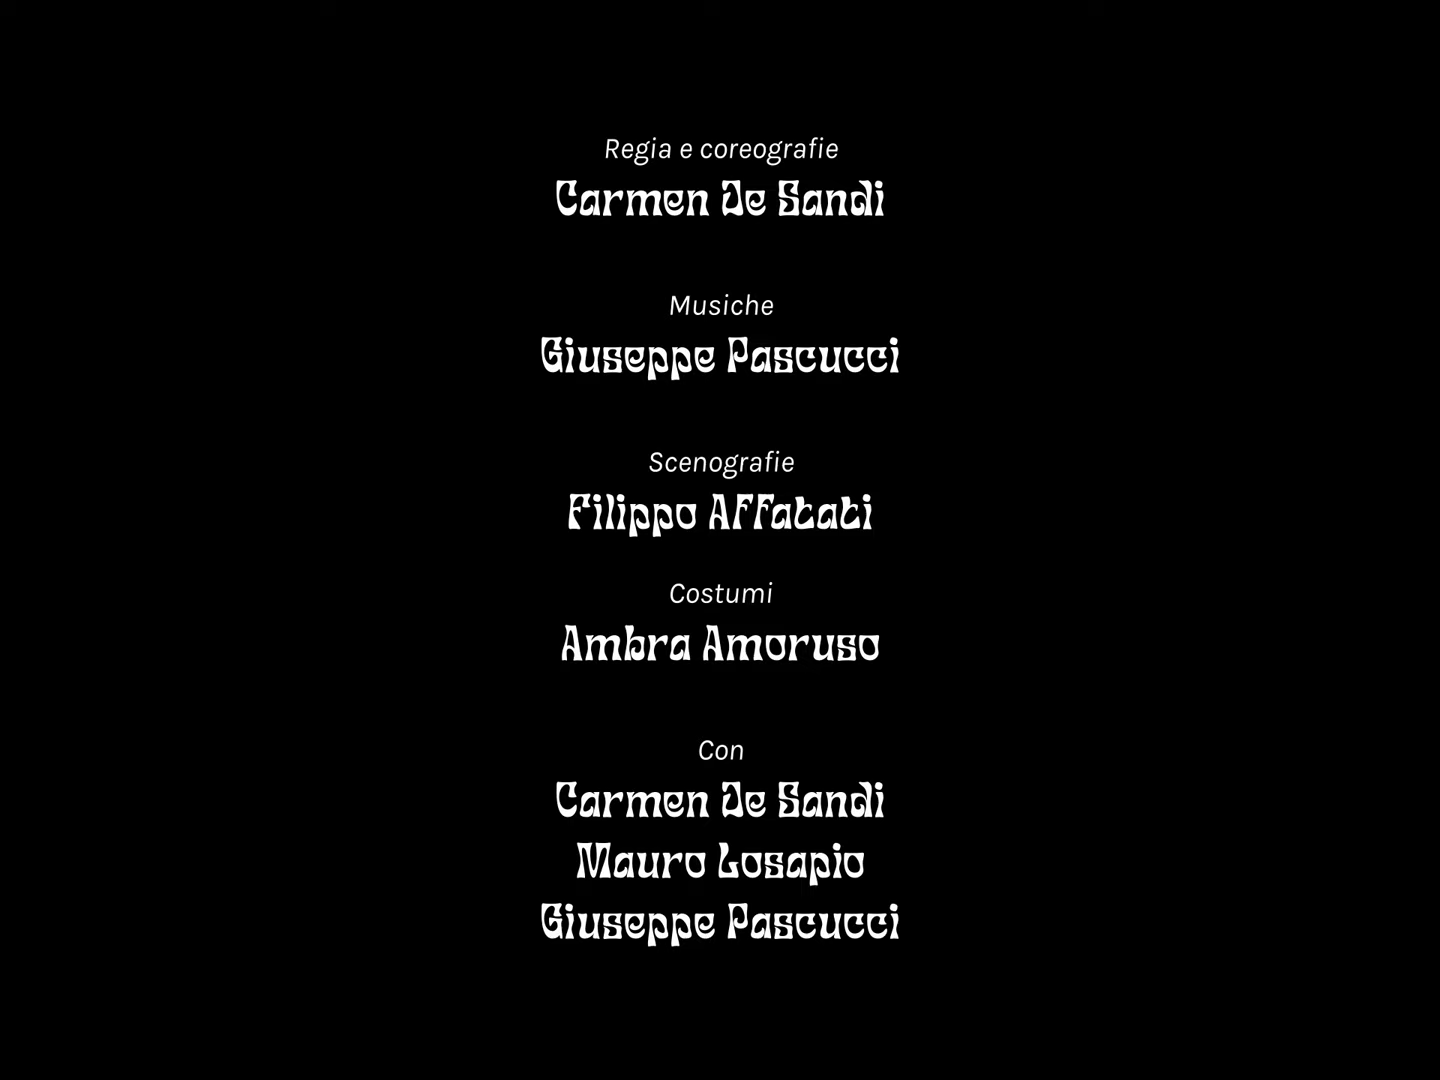 Regia e coreografie
Carmen De Sandi
Musiche
Giuseppe Pascucci
Scenografie
Filippo Affatati
Costumi
Ambra Amoruso
Con
Carmen De Sandi
Mauro Losapio
Giuseppe Pascucci